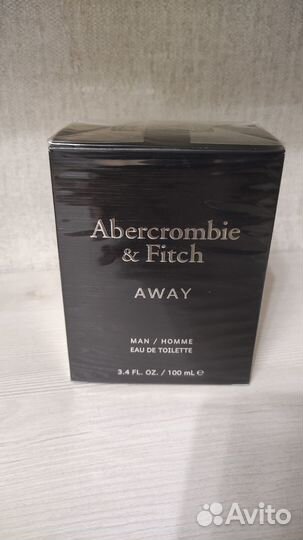 Abercrombie
& Fitch
AWAY
MAN / HOMME
EAU DE TOILETTE
3.4 FL. OZ. / 100 mL ℮
Avito